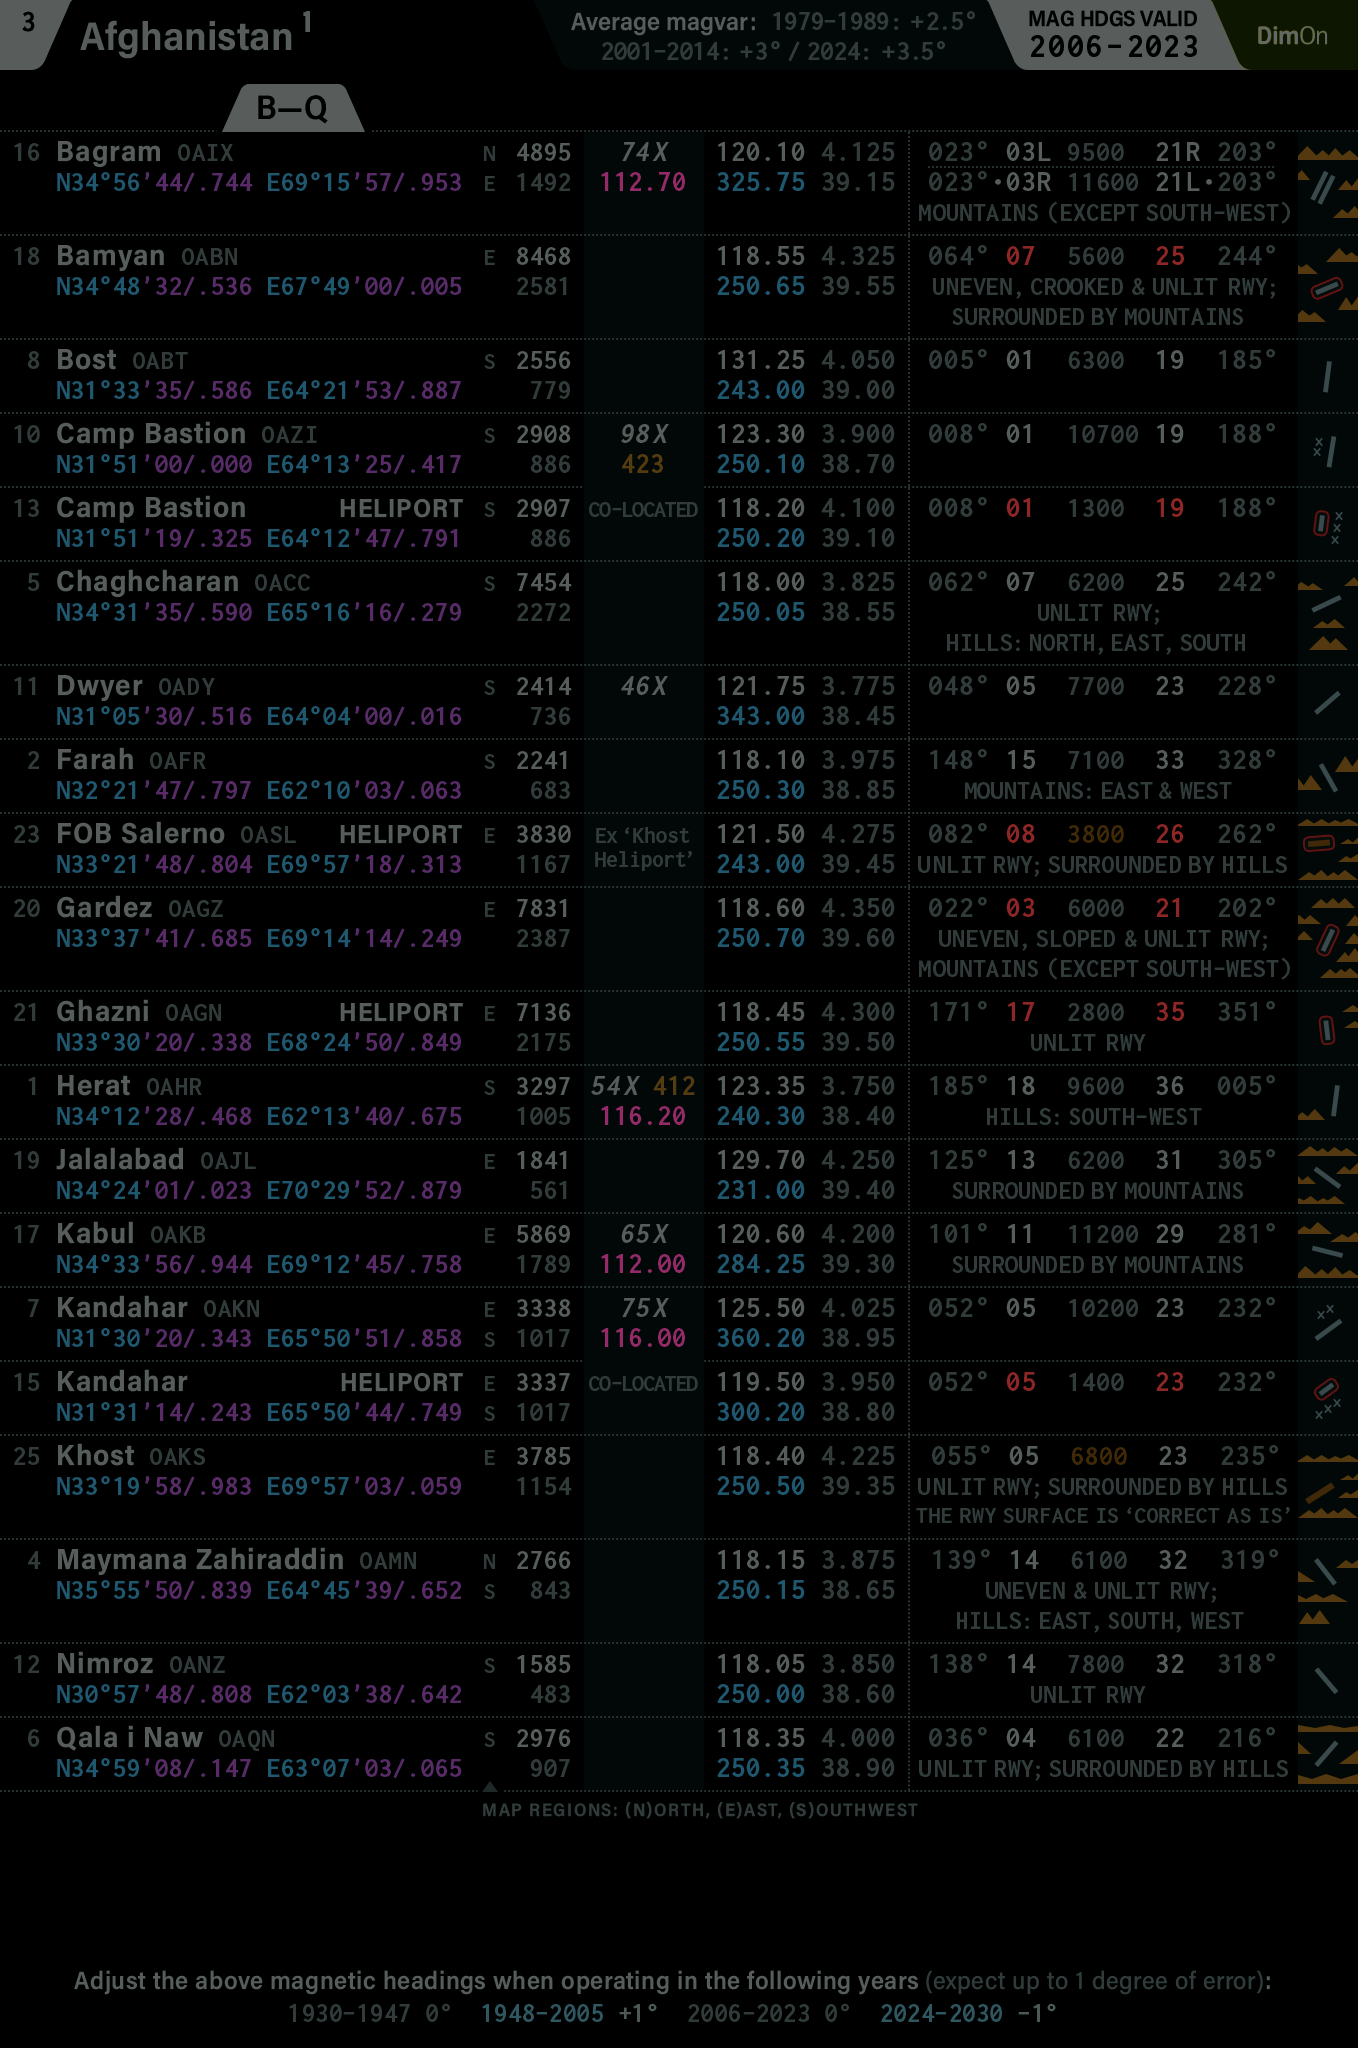 3 Afghanistan 1 Average magvar: 1979–1989: +2.5° MAG HDGS VALID DimOn
2001–2014: +3° / 2024: +3.5° 2006–2023
B—Q
16 Bagram OAIX N 4895 74X 120.10 4.125 023° 03L 9500 21R 203°
N34°56'44/.744 E69°15'57/.953 E 1492 112.70 325.75 39.15 023°·03R 11600 21L·203°
MOUNTAINS (EXCEPT SOUTH-WEST)
18 Bamyan OABN E 8468 118.55 4.325 064° 07 5600 25 244°
N34°48'32/.536 E67°49'00/.005 2581 250.65 39.55 UNEVEN, CROOKED & UNLIT RWY;
SURROUNDED BY MOUNTAINS
8 Bost OABT S 2556 131.25 4.050 005° 01 6300 19 185°
N31°33'35/.586 E64°21'53/.887 779 243.00 39.00
10 Camp Bastion OAZI S 2908 98X 123.30 3.900 008° 01 10700 19 188°
N31°51'00/.000 E64°13'25/.417 886 423 250.10 38.70
13 Camp Bastion HELIPORT S 2907 CO-LOCATED 118.20 4.100 008° 01 1300 19 188°
N31°51'19/.325 E64°12'47/.791 886 250.20 39.10
5 Chaghcharan OACC S 7454 118.00 3.825 062° 07 6200 25 242°
N34°31'35/.590 E65°16'16/.279 2272 250.05 38.55 UNLIT RWY;
HILLS: NORTH, EAST, SOUTH
11 Dwyer OADY S 2414 46X 121.75 3.775 048° 05 7700 23 228°
N31°05'30/.516 E64°04'00/.016 736 343.00 38.45
2 Farah OAFR S 2241 118.10 3.975 148° 15 7100 33 328°
N32°21'47/.797 E62°10'03/.063 683 250.30 38.85 MOUNTAINS: EAST & WEST
23 FOB Salerno OASL HELIPORT E 3830 Ex ‘Khost 121.50 4.275 082° 08 3800 26 262°
N33°21'48/.804 E69°57'18/.313 1167 Heliport’ 243.00 39.45 UNLIT RWY; SURROUNDED BY HILLS
20 Gardez OAGZ E 7831 118.60 4.350 022° 03 6000 21 202°
N33°37'41/.685 E69°14'14/.249 2387 250.70 39.60 UNEVEN, SLOPED & UNLIT RWY;
MOUNTAINS (EXCEPT SOUTH-WEST)
21 Ghazni OAGN HELIPORT E 7136 118.45 4.300 171° 17 2800 35 351°
N33°30'20/.338 E68°24'50/.849 2175 250.55 39.50 UNLIT RWY
1 Herat OAHR S 3297 54X 412 123.35 3.750 185° 18 9600 36 005°
N34°12'28/.468 E62°13'40/.675 1005 116.20 240.30 38.40 HILLS: SOUTH-WEST
19 Jalalabad OAJL E 1841 129.70 4.250 125° 13 6200 31 305°
N34°24'01/.023 E70°29'52/.879 561 231.00 39.40 SURROUNDED BY MOUNTAINS
17 Kabul OAKB E 5869 65X 120.60 4.200 101° 11 11200 29 281°
N34°33'56/.944 E69°12'45/.758 1789 112.00 284.25 39.30 SURROUNDED BY MOUNTAINS
7 Kandahar OAKN E 3338 75X 125.50 4.025 052° 05 10200 23 232°
N31°30'20/.343 E65°50'51/.858 S 1017 116.00 360.20 38.95
15 Kandahar HELIPORT E 3337 CO-LOCATED 119.50 3.950 052° 05 1400 23 232°
N31°31'14/.243 E65°50'44/.749 S 1017 300.20 38.80
25 Khost OAKS E 3785 118.40 4.225 055° 05 6800 23 235°
N33°19'58/.983 E69°57'03/.059 1154 250.50 39.35 UNLIT RWY; SURROUNDED BY HILLS
THE RWY SURFACE IS ‘CORRECT AS IS’
4 Maymana Zahiraddin OAMN N 2766 118.15 3.875 139° 14 6100 32 319°
N35°55'50/.839 E64°45'39/.652 S 843 250.15 38.65 UNEVEN & UNLIT RWY;
HILLS: EAST, SOUTH, WEST
12 Nimroz OANZ S 1585 118.05 3.850 138° 14 7800 32 318°
N30°57'48/.808 E62°03'38/.642 483 250.00 38.60 UNLIT RWY
6 Qala i Naw OAQN S 2976 118.35 4.000 036° 04 6100 22 216°
N34°59'08/.147 E63°07'03/.065 907 250.35 38.90 UNLIT RWY; SURROUNDED BY HILLS
MAP REGIONS: (N)ORTH, (E)AST, (S)OUTHWEST
Adjust the above magnetic headings when operating in the following years (expect up to 1 degree of error):
1930–1947 0° 1948–2005 +1° 2006–2023 0° 2024–2030 -1°